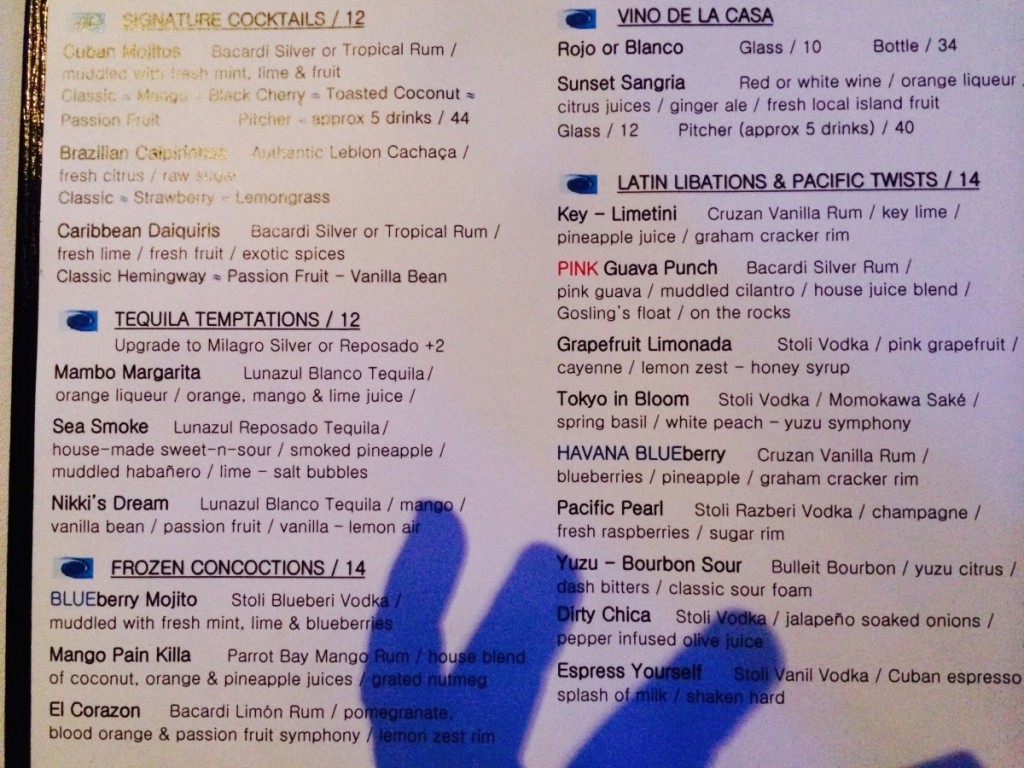 SIGNATURE COCKTAILS / 12
Cuban Mojitos Bacardi Silver or Tropical Rum /
muddled with fresh mint, lime & fruit
Classic ≈ Mango ≈ Black Cherry ≈ Toasted Coconut ≈
Passion Fruit Pitcher - approx 5 drinks / 44
Brazilian Caipirinhas Authentic Leblon Cachaça /
fresh citrus / raw sugar
Classic ≈ Strawberry ≈ Lemongrass
Caribbean Daiquiris Bacardi Silver or Tropical Rum /
fresh lime / fresh fruit / exotic spices
Classic Hemingway ≈ Passion Fruit – Vanilla Bean
TEQUILA TEMPTATIONS / 12
Upgrade to Milagro Silver or Reposado +2
Mambo Margarita Lunazul Blanco Tequila/
orange liqueur / orange, mango & lime juice /
Sea Smoke Lunazul Reposado Tequila/
house-made sweet-n-sour / smoked pineapple /
muddled habañero / lime – salt bubbles
Nikki's Dream Lunazul Blanco Tequila / mango /
vanilla bean / passion fruit / vanilla – lemon air
FROZEN CONCOCTIONS / 14
BLUEberry Mojito Stoli Blueberi Vodka /
muddled with fresh mint, lime & blueberries
Mango Pain Killa Parrot Bay Mango Rum / house blend
of coconut, orange & pineapple juices / grated nutmeg
El Corazon Bacardi Limón Rum / pomegranate,
blood orange & passion fruit symphony / lemon zest rim
VINO DE LA CASA
Rojo or Blanco Glass / 10 Bottle / 34
Sunset Sangria Red or white wine / orange liqueur
citrus juices / ginger ale / fresh local island fruit
Glass / 12 Pitcher (approx 5 drinks) / 40
LATIN LIBATIONS & PACIFIC TWISTS / 14
Key – Limetini Cruzan Vanilla Rum / key lime /
pineapple juice / graham cracker rim
PINK Guava Punch Bacardi Silver Rum /
pink guava / muddled cilantro / house juice blend /
Gosling's float / on the rocks
Grapefruit Limonada Stoli Vodka / pink grapefruit /
cayenne / lemon zest – honey syrup
Tokyo in Bloom Stoli Vodka / Momokawa Saké /
spring basil / white peach – yuzu symphony
HAVANA BLUEberry Cruzan Vanilla Rum /
blueberries / pineapple / graham cracker rim
Pacific Pearl Stoli Razberi Vodka / champagne /
fresh raspberries / sugar rim
Yuzu – Bourbon Sour Bulleit Bourbon / yuzu citrus /
dash bitters / classic sour foam
Dirty Chica Stoli Vodka / jalapeño soaked onions /
pepper infused olive juice
Espress Yourself Stoli Vanil Vodka / Cuban espresso
splash of milk / shaken hard